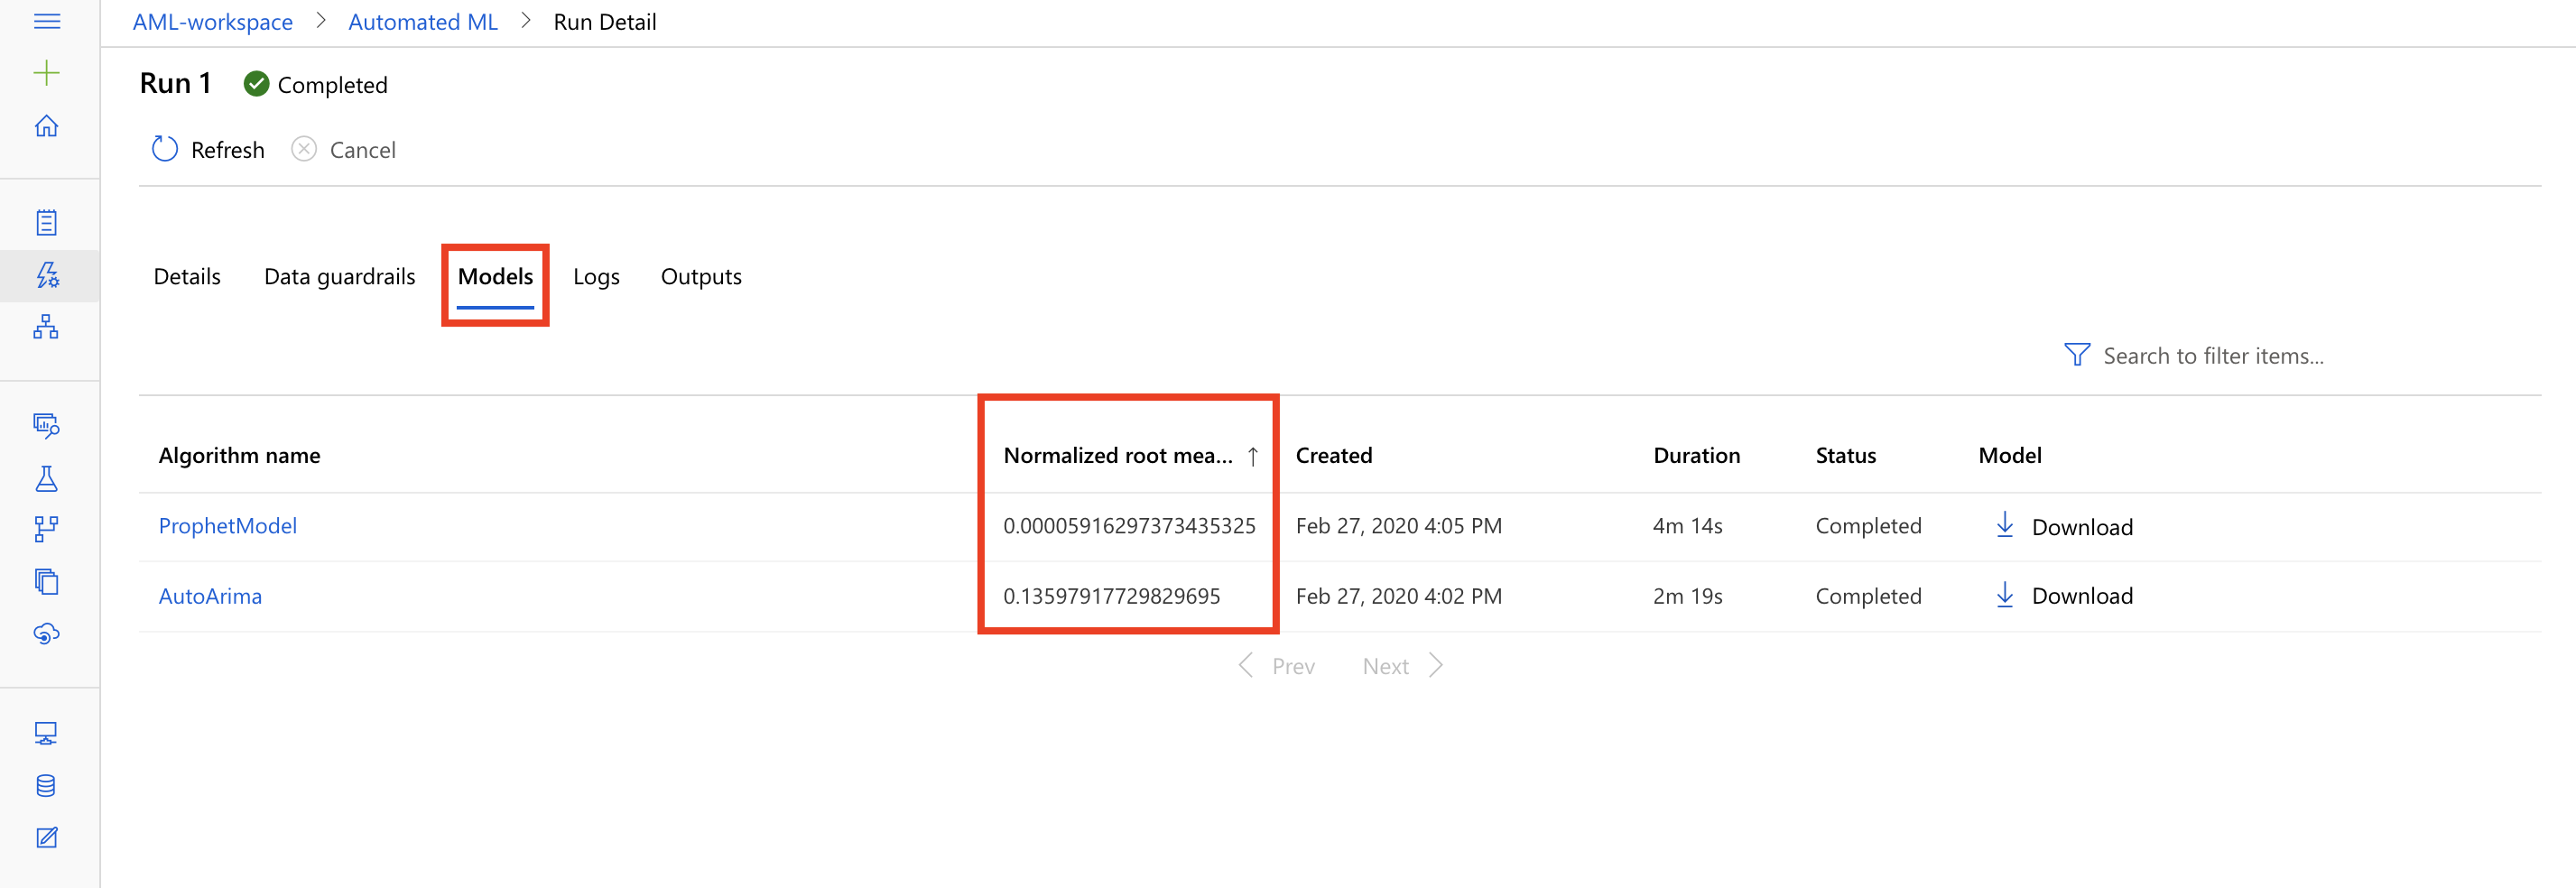 AML-workspace > Automated ML > Run Detail
Run 1 Completed
Refresh Cancel
Details Data guardrails Models Logs Outputs
Search to filter items...
Algorithm name Normalized root mea... ↑ Created Duration Status Model
ProphetModel 0.00005916297373435325 Feb 27, 2020 4:05 PM 4m 14s Completed Download
AutoArima 0.13597917729829695 Feb 27, 2020 4:02 PM 2m 19s Completed Download
< Prev Next >